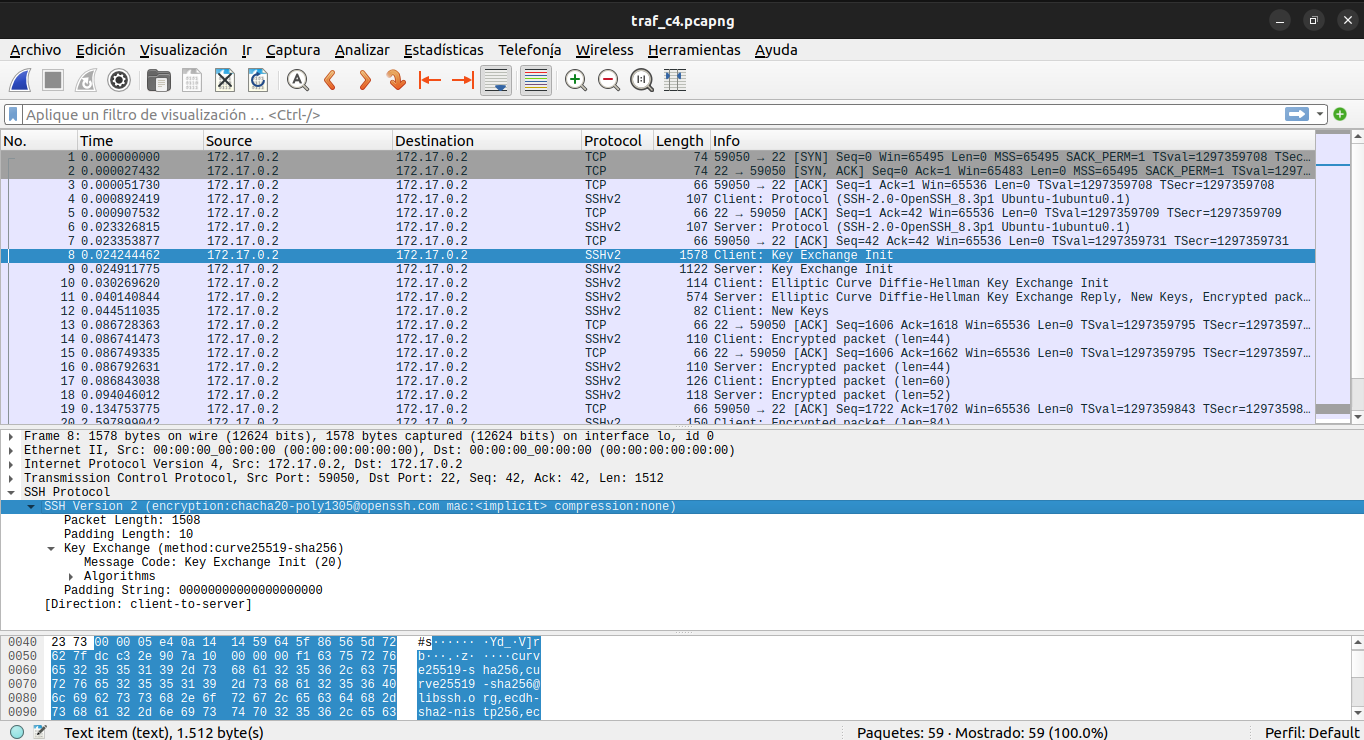 traf_c4.pcapng
Archivo Edición Visualización Ir Captura Analizar Estadísticas Telefonía Wireless Herramientas Ayuda
Aplique un filtro de visualización … <Ctrl-/>
No. Time Source Destination Protocol Length Info
1 0.000000000 172.17.0.2 172.17.0.2 TCP 74 59050 → 22 [SYN] Seq=0 Win=65495 Len=0 MSS=65495 SACK_PERM=1 TSval=1297359708 TSec…
2 0.000027432 172.17.0.2 172.17.0.2 TCP 74 22 → 59050 [SYN, ACK] Seq=0 Ack=1 Win=65483 Len=0 MSS=65495 SACK_PERM=1 TSval=1297…
3 0.000051730 172.17.0.2 172.17.0.2 TCP 66 59050 → 22 [ACK] Seq=1 Ack=1 Win=65536 Len=0 TSval=1297359708 TSecr=1297359708
4 0.000892419 172.17.0.2 172.17.0.2 SSHv2 107 Client: Protocol (SSH-2.0-OpenSSH_8.3p1 Ubuntu-1ubuntu0.1)
5 0.000907532 172.17.0.2 172.17.0.2 TCP 66 22 → 59050 [ACK] Seq=1 Ack=42 Win=65536 Len=0 TSval=1297359709 TSecr=1297359709
6 0.023326815 172.17.0.2 172.17.0.2 SSHv2 107 Server: Protocol (SSH-2.0-OpenSSH_8.3p1 Ubuntu-1ubuntu0.1)
7 0.023353877 172.17.0.2 172.17.0.2 TCP 66 59050 → 22 [ACK] Seq=42 Ack=42 Win=65536 Len=0 TSval=1297359731 TSecr=1297359731
8 0.024244462 172.17.0.2 172.17.0.2 SSHv2 1578 Client: Key Exchange Init
9 0.024911775 172.17.0.2 172.17.0.2 SSHv2 1122 Server: Key Exchange Init
10 0.030269620 172.17.0.2 172.17.0.2 SSHv2 114 Client: Elliptic Curve Diffie-Hellman Key Exchange Init
11 0.040140844 172.17.0.2 172.17.0.2 SSHv2 574 Server: Elliptic Curve Diffie-Hellman Key Exchange Reply, New Keys, Encrypted pack…
12 0.044511035 172.17.0.2 172.17.0.2 SSHv2 82 Client: New Keys
13 0.086728363 172.17.0.2 172.17.0.2 TCP 66 22 → 59050 [ACK] Seq=1606 Ack=1618 Win=65536 Len=0 TSval=1297359795 TSecr=12973597…
14 0.086741473 172.17.0.2 172.17.0.2 SSHv2 110 Client: Encrypted packet (len=44)
15 0.086749335 172.17.0.2 172.17.0.2 TCP 66 22 → 59050 [ACK] Seq=1606 Ack=1662 Win=65536 Len=0 TSval=1297359795 TSecr=12973597…
16 0.086792631 172.17.0.2 172.17.0.2 SSHv2 110 Server: Encrypted packet (len=44)
17 0.086843038 172.17.0.2 172.17.0.2 SSHv2 126 Client: Encrypted packet (len=60)
18 0.094046012 172.17.0.2 172.17.0.2 SSHv2 118 Server: Encrypted packet (len=52)
19 0.134753775 172.17.0.2 172.17.0.2 TCP 66 59050 → 22 [ACK] Seq=1722 Ack=1702 Win=65536 Len=0 TSval=1297359843 TSecr=12973598…
20 2.597899042 172.17.0.2 172.17.0.2 SSHv2 150 Client: Encrypted packet (len=84)
Frame 8: 1578 bytes on wire (12624 bits), 1578 bytes captured (12624 bits) on interface lo, id 0
Ethernet II, Src: 00:00:00_00:00:00 (00:00:00:00:00:00), Dst: 00:00:00_00:00:00 (00:00:00:00:00:00)
Internet Protocol Version 4, Src: 172.17.0.2, Dst: 172.17.0.2
Transmission Control Protocol, Src Port: 59050, Dst Port: 22, Seq: 42, Ack: 42, Len: 1512
SSH Protocol
SSH Version 2 (encryption:chacha20-poly1305@openssh.com mac:<implicit> compression:none)
Packet Length: 1508
Padding Length: 10
Key Exchange (method:curve25519-sha256)
Message Code: Key Exchange Init (20)
Algorithms
Padding String: 00000000000000000000
[Direction: client-to-server]
0040 23 73 00 00 05 e4 0a 14 14 59 64 5f 86 56 5d 72 #s······ ·Yd_·V]r
0050 62 7f dc c3 2e 90 7a 10 00 00 00 f1 63 75 72 76 b···.·z· ····curv
0060 65 32 35 35 31 39 2d 73 68 61 32 35 36 2c 63 75 e25519-s ha256,cu
0070 72 76 65 32 35 35 31 39 2d 73 68 61 32 35 36 40 rve25519 -sha256@
0080 6c 69 62 73 73 68 2e 6f 72 67 2c 65 63 64 68 2d libssh.o rg,ecdh-
0090 73 68 61 32 2d 6e 69 73 74 70 32 35 36 2c 65 63 sha2-nis tp256,ec
Text item (text), 1.512 byte(s) Paquetes: 59 · Mostrado: 59 (100.0%) Perfil: Default